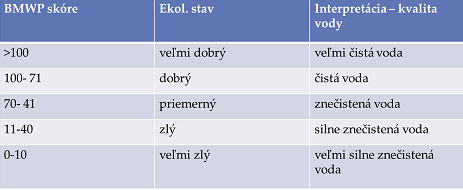 BMWP skóre Ekol. stav Interpretácia – kvalita
vody
>100 veľmi dobrý veľmi čistá voda
100- 71 dobrý čistá voda
70- 41 priemerný znečistená voda
11-40 zlý silne znečistená voda
0-10 veľmi zlý veľmi silne znečistená
voda